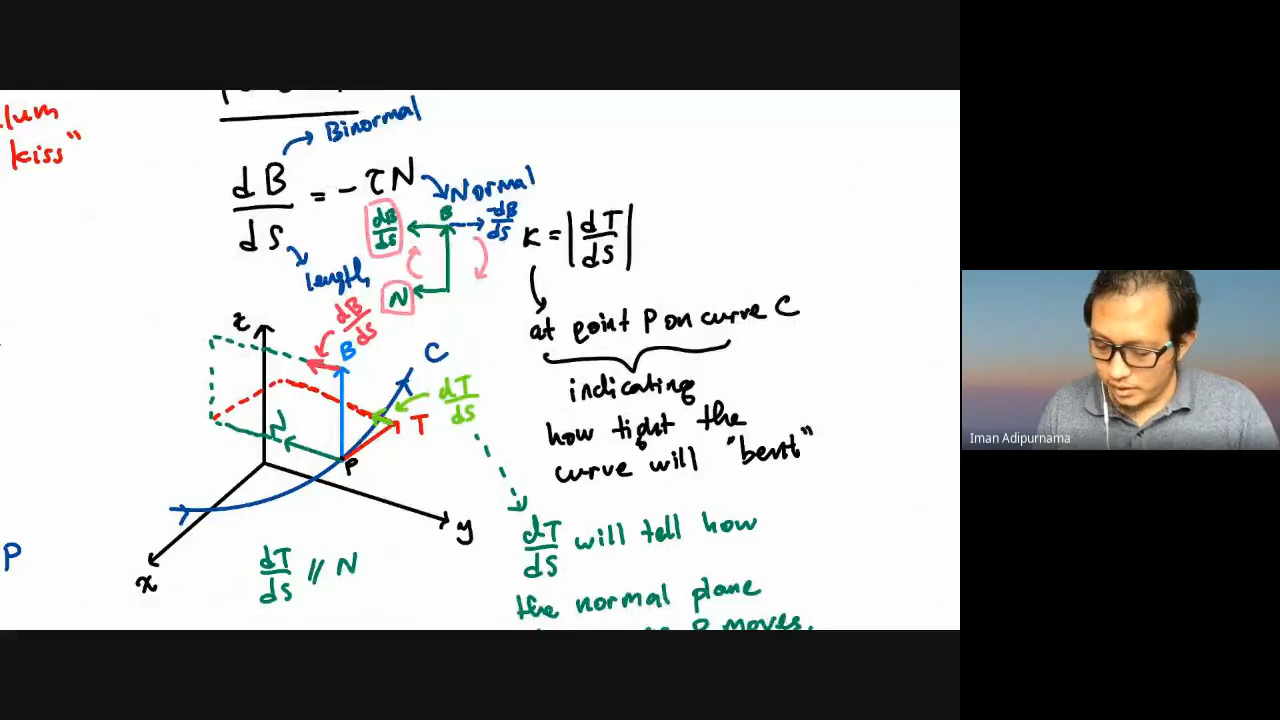 kiss"
Binormal
dB/ds = -τN
Normal
length
dB/ds
B
-dB/ds
N
κ = |dT/ds|
at point P on curve C
indicating
how tight the
curve will "bent"
z
dB/ds
B
C
dT/ds
T
N
P
y
x
dT/ds // N
dT/ds will tell how
the normal plane
P moves.
P
Iman Adipurnama